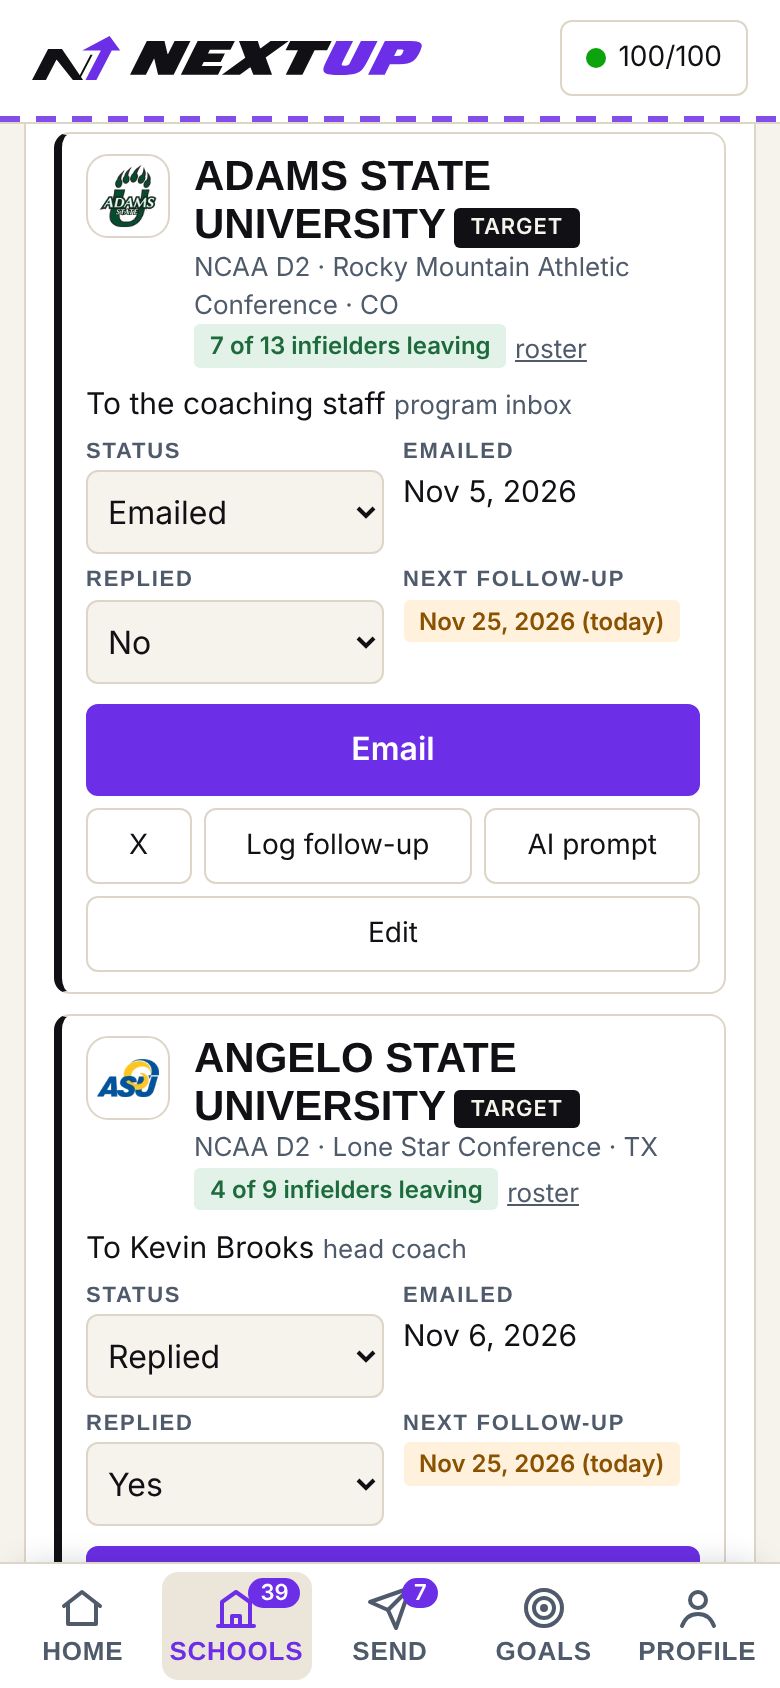 NEXTUP
100/100
ADAMS STATE
ADAMS STATE
UNIVERSITY TARGET
NCAA D2 · Rocky Mountain Athletic
Conference · CO
7 of 13 infielders leaving roster
To the coaching staff program inbox
STATUS EMAILED
Emailed Nov 5, 2026
REPLIED NEXT FOLLOW-UP
No Nov 25, 2026 (today)
Email
X Log follow-up AI prompt
Edit
ASU
ANGELO STATE
UNIVERSITY TARGET
NCAA D2 · Lone Star Conference · TX
4 of 9 infielders leaving roster
To Kevin Brooks head coach
STATUS EMAILED
Replied Nov 6, 2026
REPLIED NEXT FOLLOW-UP
Yes Nov 25, 2026 (today)
39 7
HOME SCHOOLS SEND GOALS PROFILE